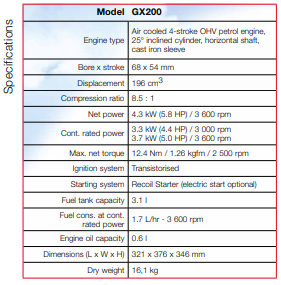 Specifications
Model GX200
Engine type Air cooled 4-stroke OHV petrol engine,
25° inclined cylinder, horizontal shaft,
cast iron sleeve
Bore x stroke 68 x 54 mm
Displacement 196 cm³
Compression ratio 8.5 : 1
Net power 4.3 kW (5.8 HP) / 3 600 rpm
Cont. rated power 3.3 kW (4.4 HP) / 3 000 rpm
3.7 kW (5.0 HP) / 3 600 rpm
Max. net torque 12.4 Nm / 1.26 kgfm / 2 500 rpm
Ignition system Transistorised
Starting system Recoil Starter (electric start optional)
Fuel tank capacity 3.1 l
Fuel cons. at cont.
rated power 1.7 L/hr - 3 600 rpm
Engine oil capacity 0.6 l
Dimensions (L x W x H) 321 x 376 x 346 mm
Dry weight 16,1 kg